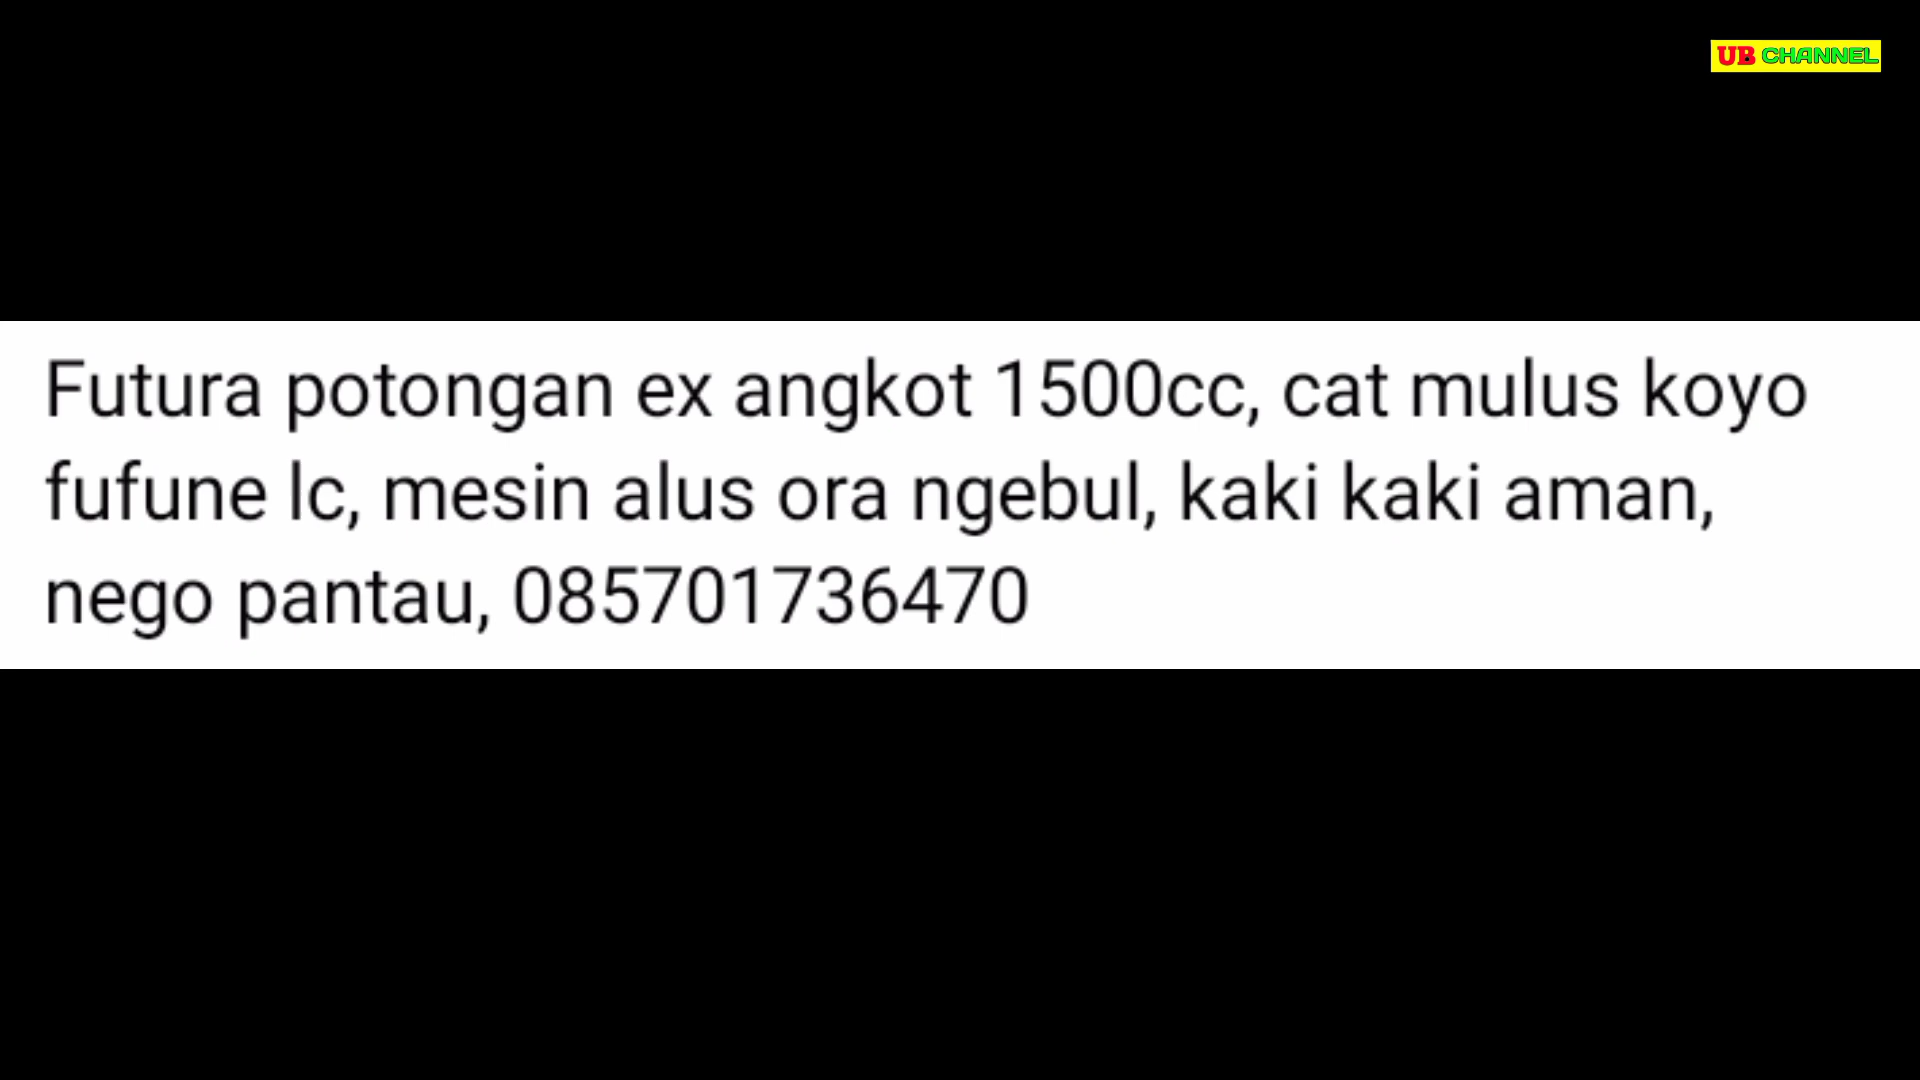 UB CHANNEL
Futura potongan ex angkot 1500cc, cat mulus koyo
fufune lc, mesin alus ora ngebul, kaki kaki aman,
nego pantau, 085701736470